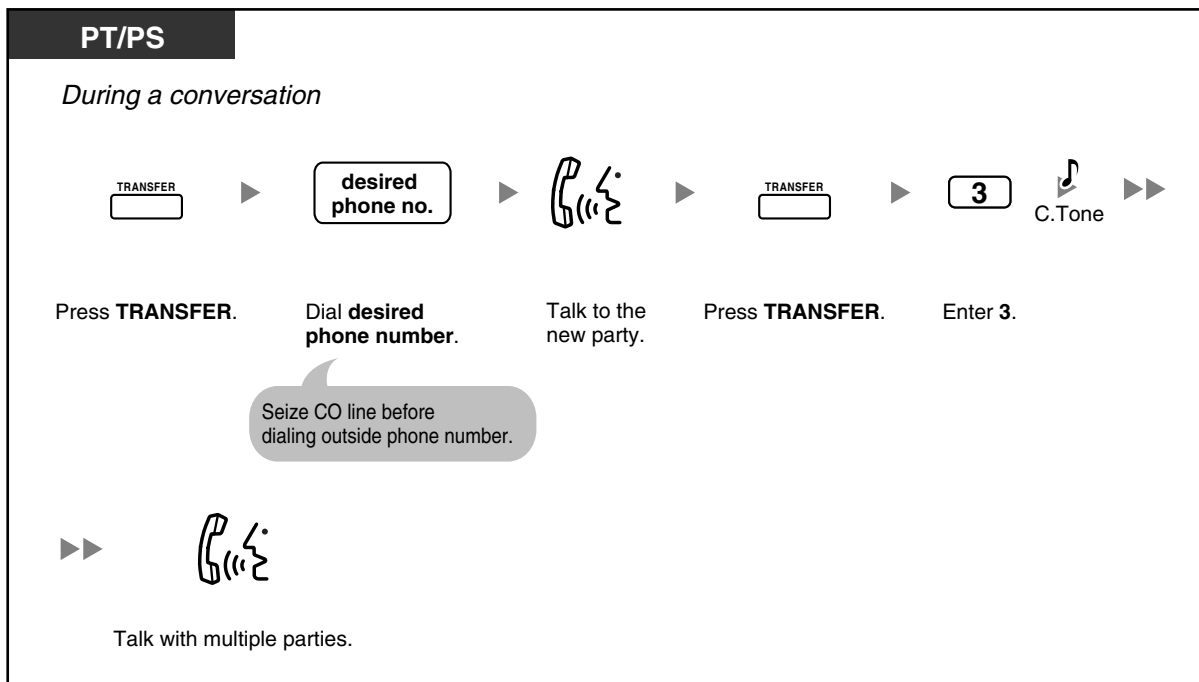 PT/PS
During a conversation
TRANSFER
desired
phone no.
TRANSFER
3
C.Tone
Press TRANSFER.
Dial desired
phone number.
Talk to the
new party.
Press TRANSFER.
Enter 3.
Seize CO line before
dialing outside phone number.
Talk with multiple parties.